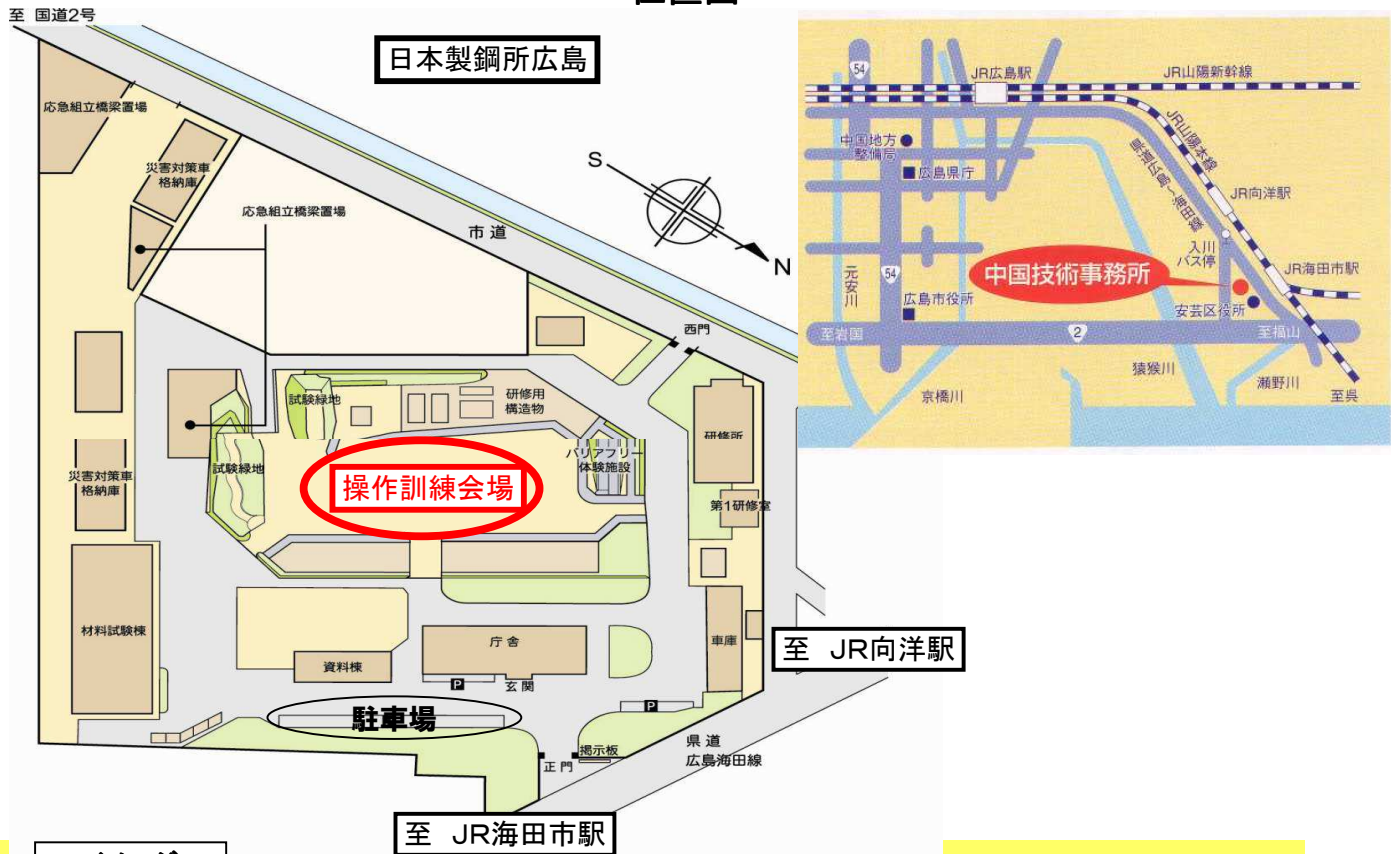 至 国道2号
日本製鋼所広島
応急組立橋梁置場
災害対策車
格納庫
応急組立橋梁置場
市道
S
N
西門
試験緑地
研修用
構造物
研修所
試験緑地
バリアフリー
体験施設
災害対策車
格納庫
操作訓練会場
第1研修室
材料試験棟
庁舎
車庫
資料棟
至 JR向洋駅
P
玄関
P
駐車場
掲示板
正門
県道
広島海田線
至 JR海田市駅
54
JR広島駅
JR山陽新幹線
中国地方
整備局
広島県庁
JR山陽本線
県道広島~海田線
JR向洋駅
入川
バス停
中国技術事務所
JR海田市駅
元安川
54
広島市役所
安芸区役所
至岩国
2
至福山
猿猴川
瀬野川
京橋川
至呉